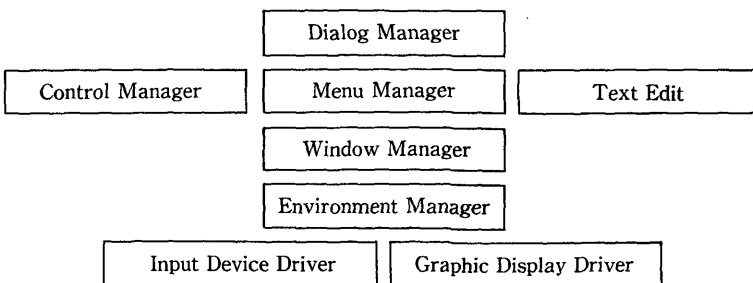 Dialog Manager
Control Manager
Menu Manager
Text Edit
Window Manager
Environment Manager
Input Device Driver
Graphic Display Driver